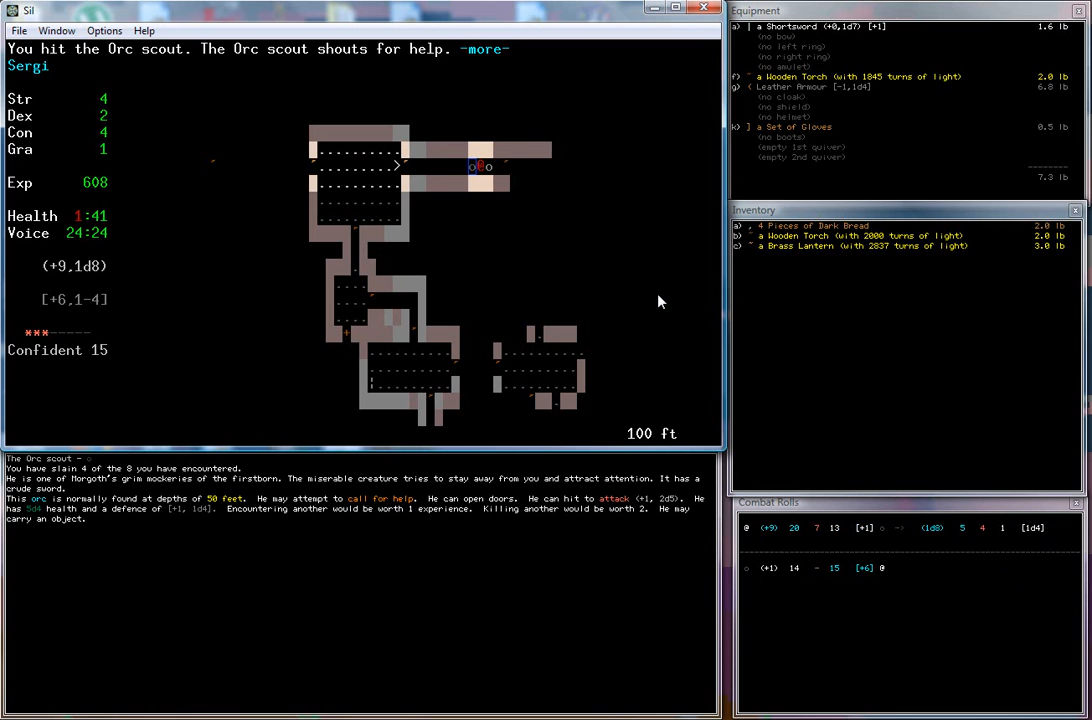 Sil
File Window Options Help
You hit the Orc scout. The Orc scout shouts for help. -more-
Sergi
Str 4
Dex 2
Con 4
Gra 1
Exp 608
Health 1:41
Voice 24:24
(+9,1d8)
[+6,1-4]
***-----
Confident 15
100 ft
Equipment
a) | a Shortsword (+0,1d7) [+1] 1.6 lb
(no bow)
(no left ring)
(no right ring)
(no amulet)
f) ~ a Wooden Torch (with 1845 turns of light) 2.0 lb
g) ( Leather Armour [-1,1d4] 6.8 lb
(no cloak)
(no shield)
(no helmet)
k) ] a Set of Gloves 0.5 lb
(no boots)
(empty 1st quiver)
(empty 2nd quiver)
--------
7.3 lb
Inventory
a) , 4 Pieces of Dark Bread 2.0 lb
b) ~ a Wooden Torch (with 2000 turns of light) 2.0 lb
c) ~ a Brass Lantern (with 2837 turns of light) 3.0 lb
The Orc scout - o
You have slain 4 of the 8 you have encountered.
He is one of Morgoth's grim mockeries of the firstborn. The miserable creature tries to stay away from you and attract attention. It has a
crude sword.
This orc is normally found at depths of 50 feet. He may attempt to call for help. He can open doors. He can hit to attack (+1, 2d5). He
has 5d4 health and a defence of [+1, 1d4]. Encountering another would be worth 1 experience. Killing another would be worth 2. He may
carry an object.
Combat Rolls
@ (+9) 20 7 13 [+1] o -> (1d8) 5 4 1 [1d4]
o (+1) 14 - 15 [+6] @